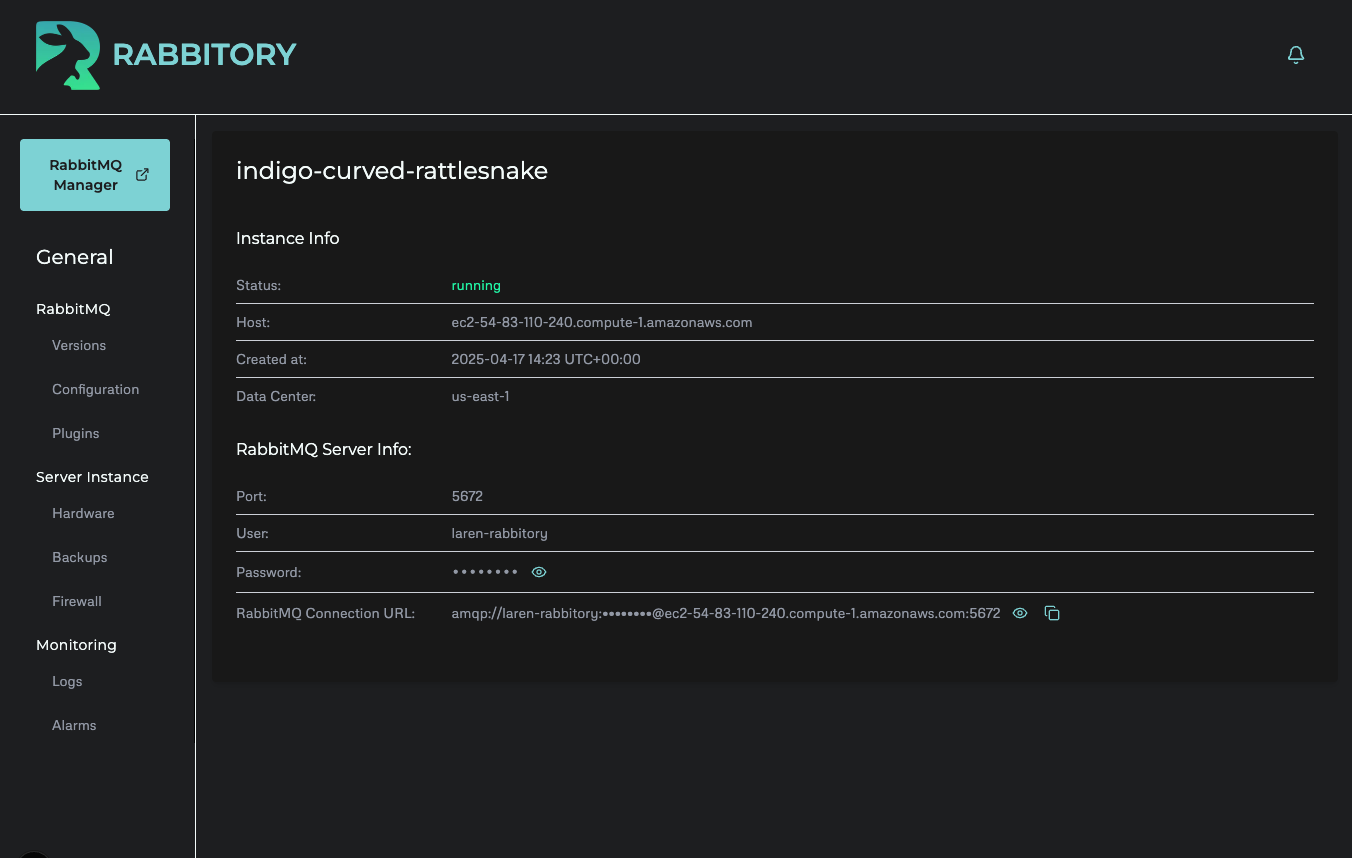 RABBITORY
RabbitMQ
Manager
General
RabbitMQ
Versions
Configuration
Plugins
Server Instance
Hardware
Backups
Firewall
Monitoring
Logs
Alarms
indigo-curved-rattlesnake
Instance Info
Status: running
Host: ec2-54-83-110-240.compute-1.amazonaws.com
Created at: 2025-04-17 14:23 UTC+00:00
Data Center: us-east-1
RabbitMQ Server Info:
Port: 5672
User: laren-rabbitory
Password: ••••••••
RabbitMQ Connection URL: amqp://laren-rabbitory:••••••••@ec2-54-83-110-240.compute-1.amazonaws.com:5672